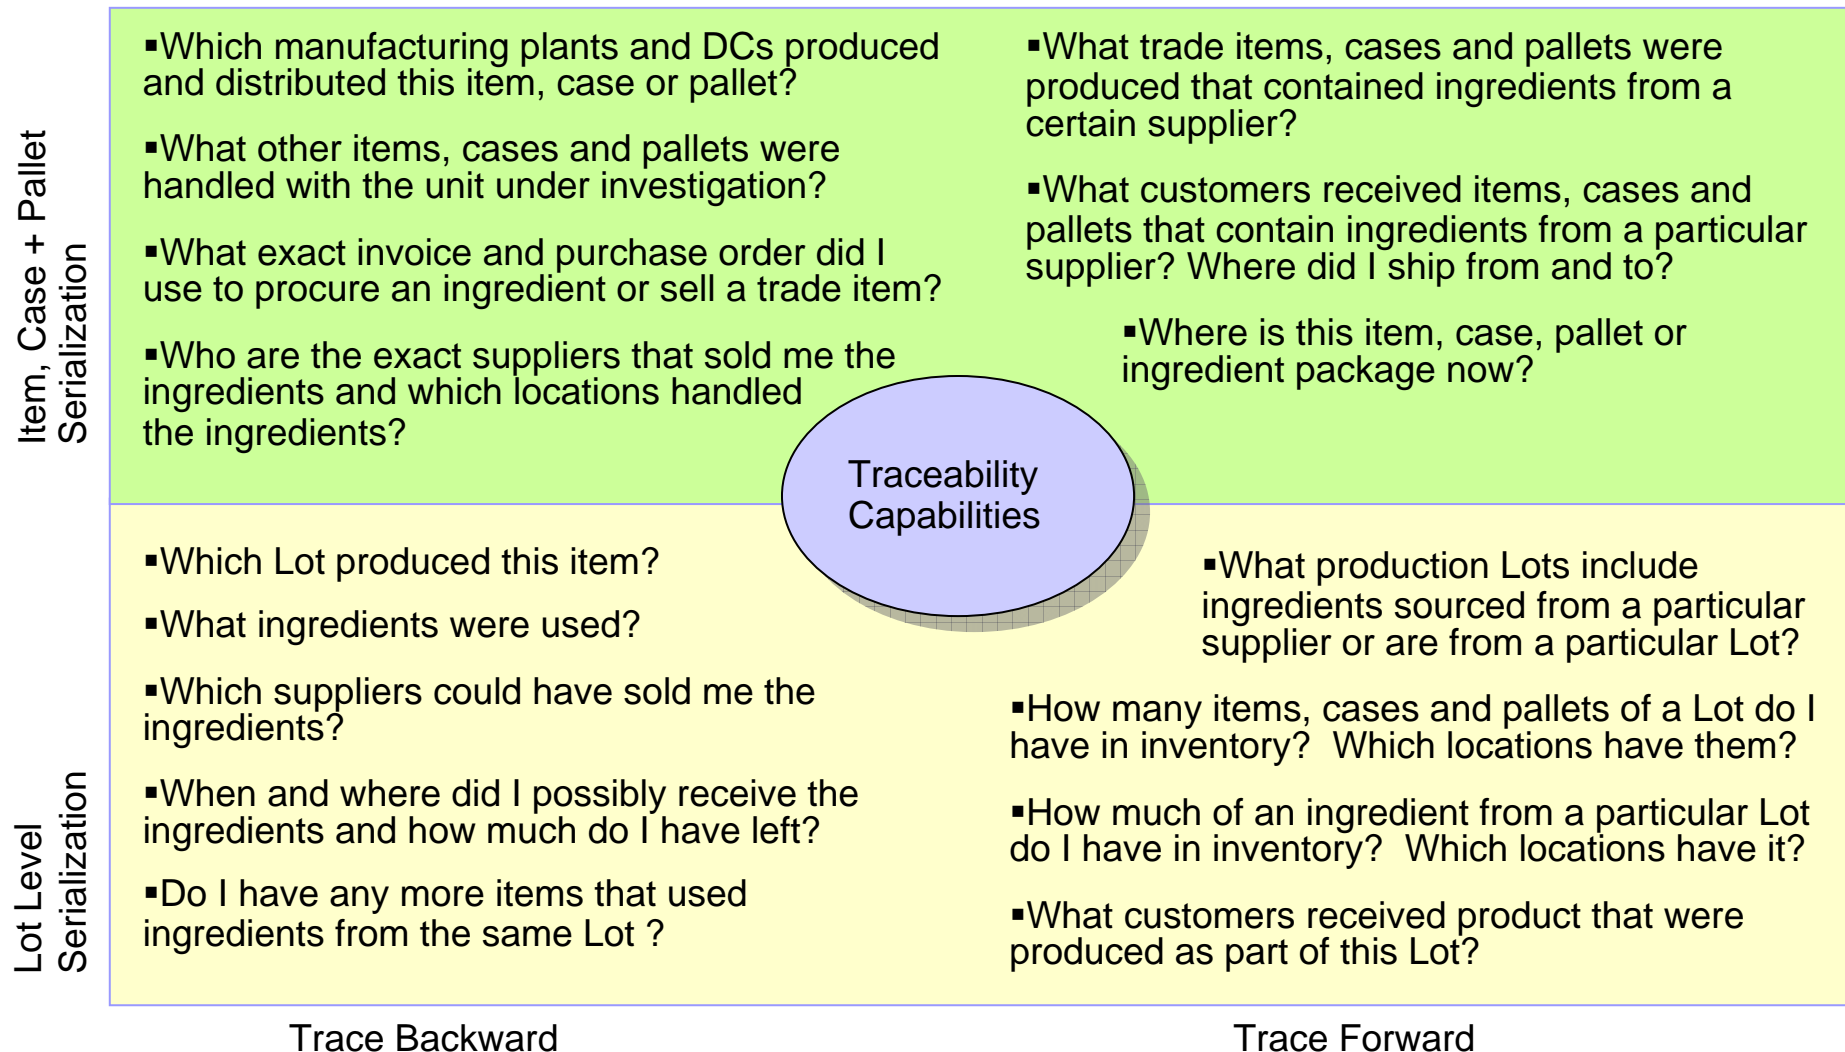 Item, Case + Pallet
Serialization
▪Which manufacturing plants and DCs produced
and distributed this item, case or pallet?
▪What other items, cases and pallets were
handled with the unit under investigation?
▪What exact invoice and purchase order did I
use to procure an ingredient or sell a trade item?
▪Who are the exact suppliers that sold me the
ingredients and which locations handled
the ingredients?
▪What trade items, cases and pallets were
produced that contained ingredients from a
certain supplier?
▪What customers received items, cases and
pallets that contain ingredients from a particular
supplier? Where did I ship from and to?
▪Where is this item, case, pallet or
ingredient package now?
Traceability
Capabilities
Lot Level
Serialization
▪Which Lot produced this item?
▪What ingredients were used?
▪Which suppliers could have sold me the
ingredients?
▪When and where did I possibly receive the
ingredients and how much do I have left?
▪Do I have any more items that used
ingredients from the same Lot ?
▪What production Lots include
ingredients sourced from a particular
supplier or are from a particular Lot?
▪How many items, cases and pallets of a Lot do I
have in inventory?  Which locations have them?
▪How much of an ingredient from a particular Lot
do I have in inventory?  Which locations have it?
▪What customers received product that were
produced as part of this Lot?
Trace Backward
Trace Forward